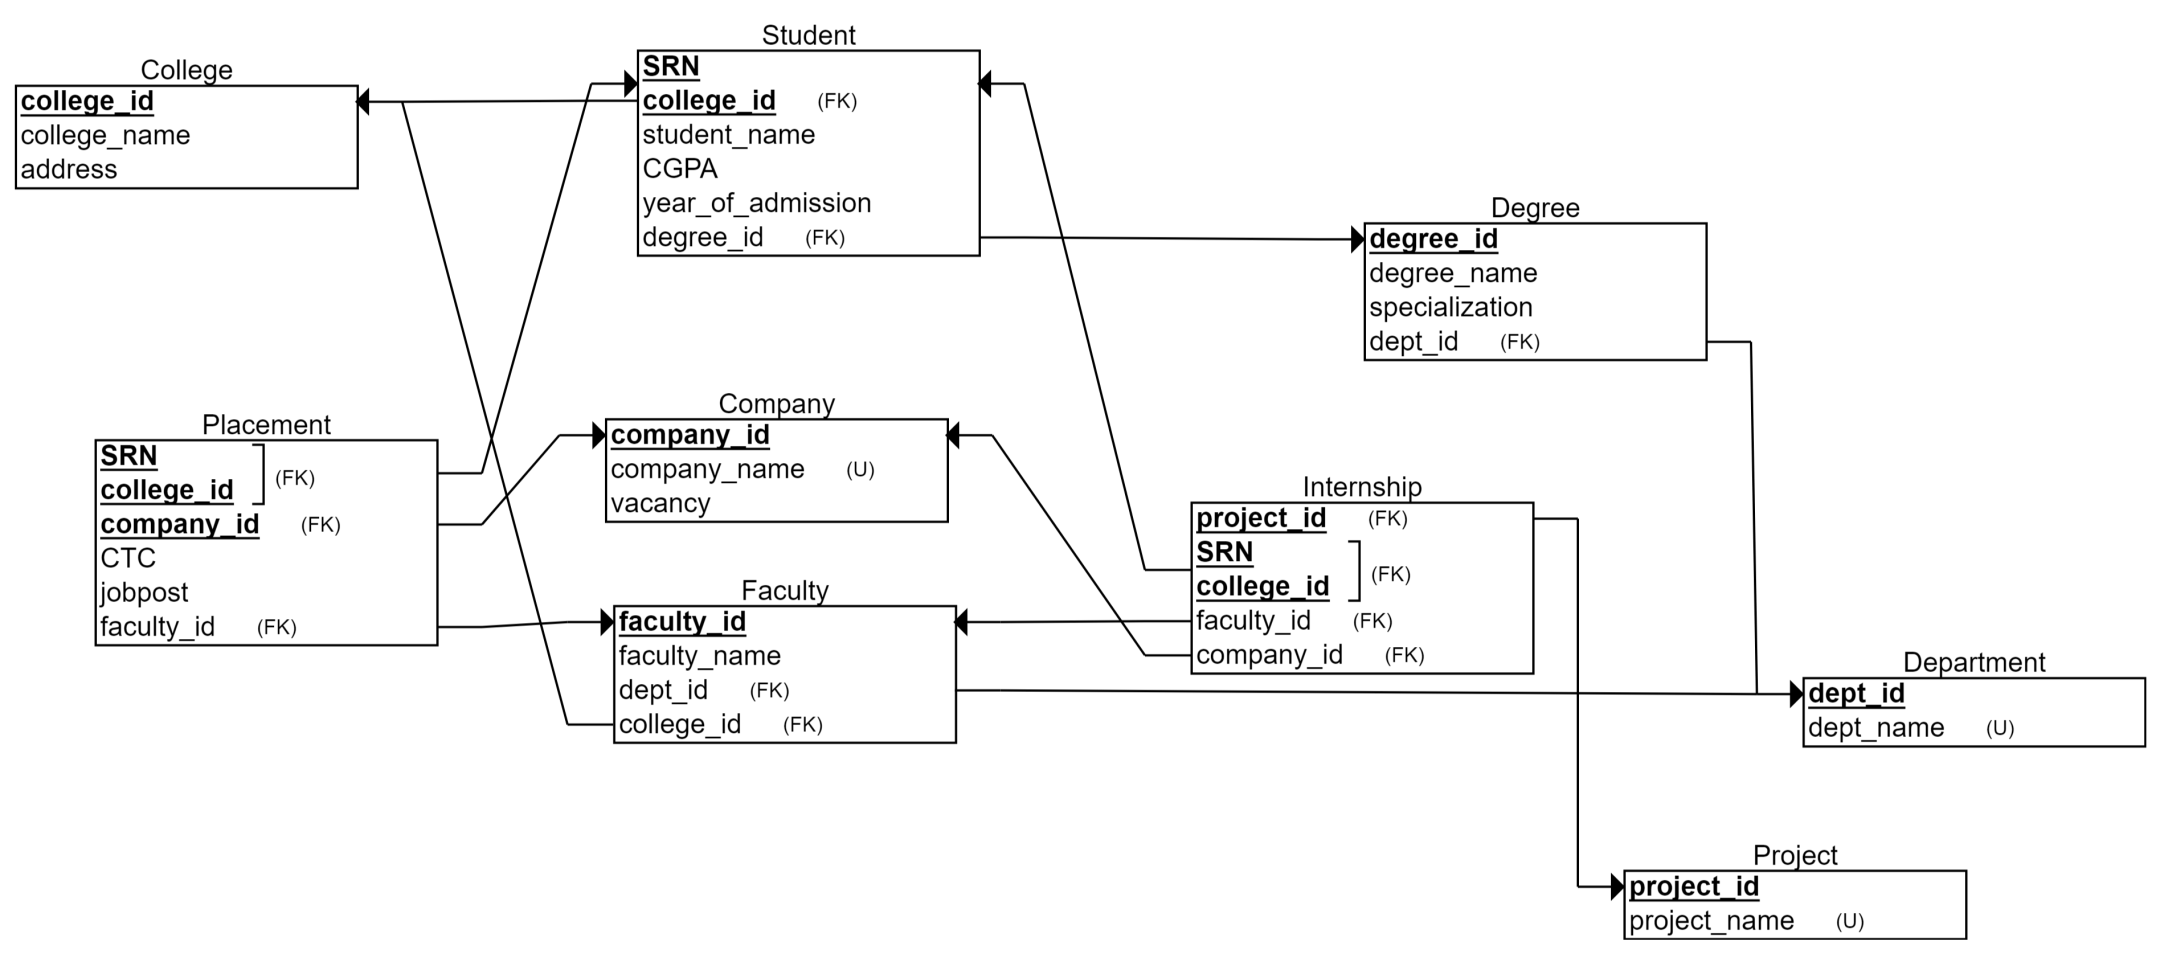 College
college_id
college_name
address
Student
SRN
college_id (FK)
student_name
CGPA
year_of_admission
degree_id (FK)
Degree
degree_id
degree_name
specialization
dept_id (FK)
Placement
SRN
(FK)
college_id
company_id (FK)
CTC
jobpost
faculty_id (FK)
Company
company_id
company_name (U)
vacancy
Faculty
faculty_id
faculty_name
dept_id (FK)
college_id (FK)
Internship
project_id (FK)
SRN
(FK)
college_id
faculty_id (FK)
company_id (FK)
Department
dept_id
dept_name (U)
Project
project_id
project_name (U)